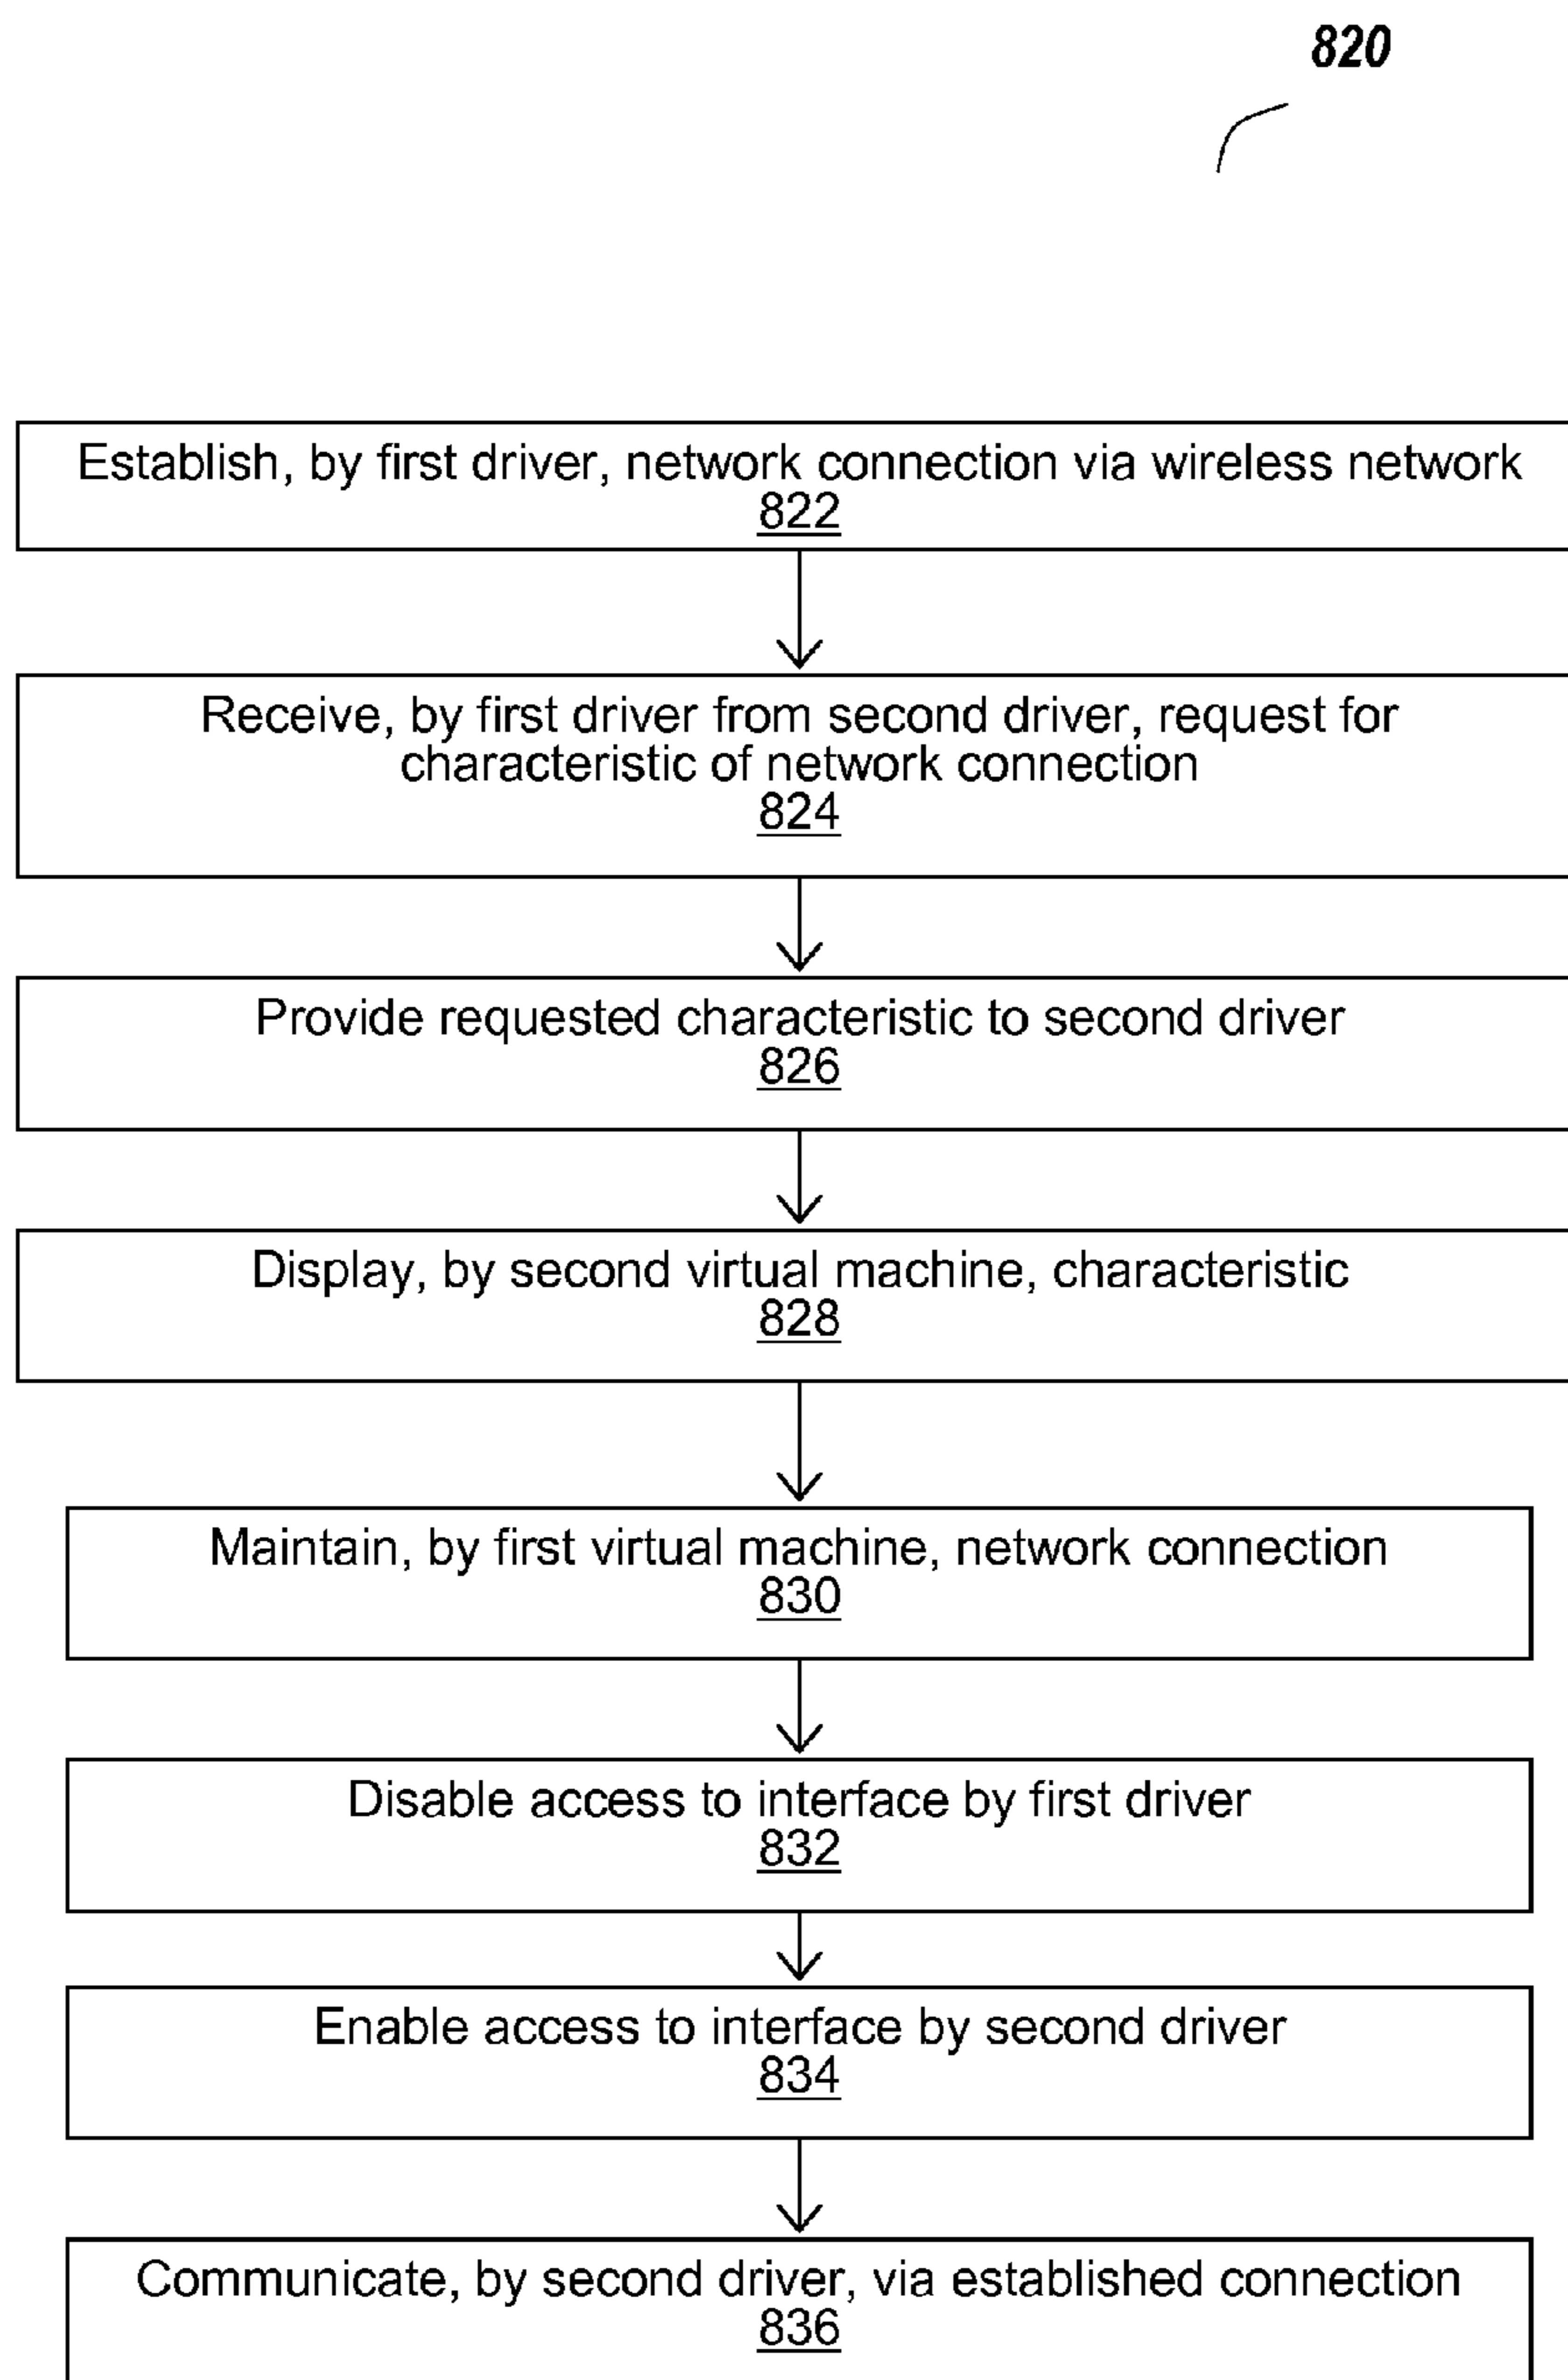 820
Establish, by first driver, network connection via wireless network
822
Receive, by first driver from second driver, request for
characteristic of network connection
824
Provide requested characteristic to second driver
826
Display, by second virtual machine, characteristic
828
Maintain, by first virtual machine, network connection
830
Disable access to interface by first driver
832
Enable access to interface by second driver
834
Communicate, by second driver, via established connection
836